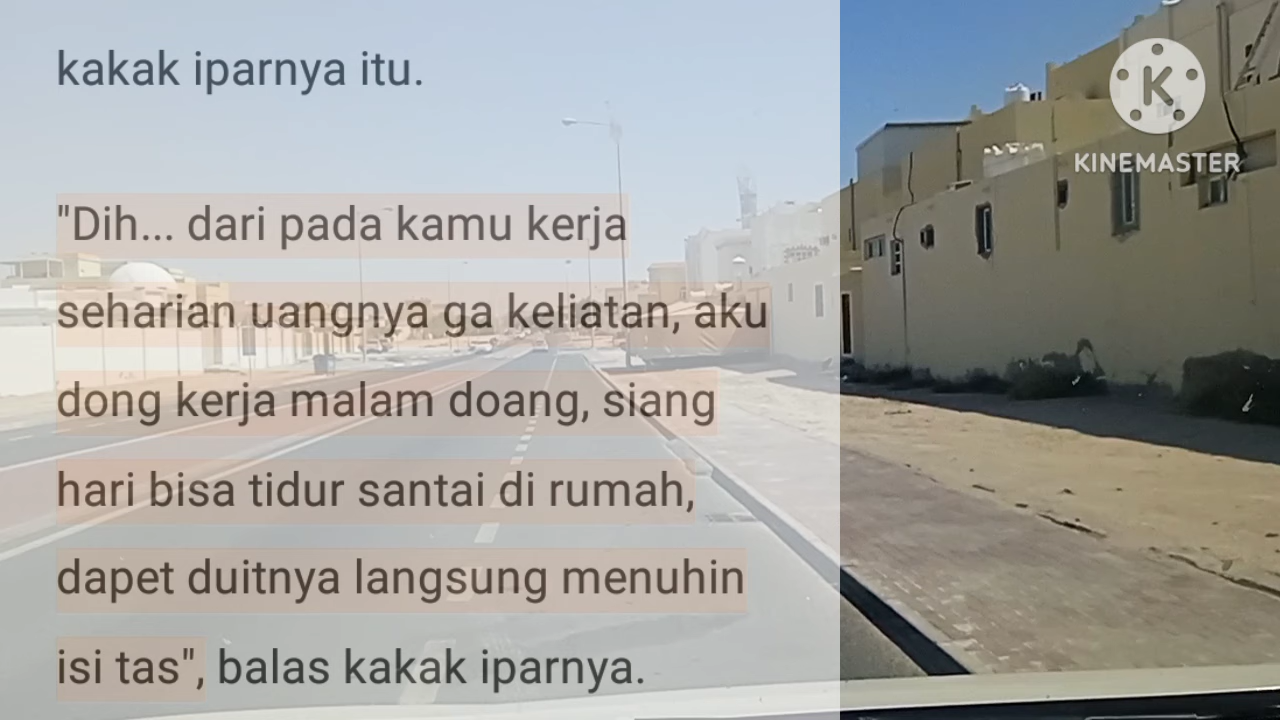 kakak iparnya itu.
"Dih... dari pada kamu kerja
seharian uangnya ga keliatan, aku
dong kerja malam doang, siang
hari bisa tidur santai di rumah,
dapet duitnya langsung menuhin
isi tas", balas kakak iparnya.
K
KINEMASTER